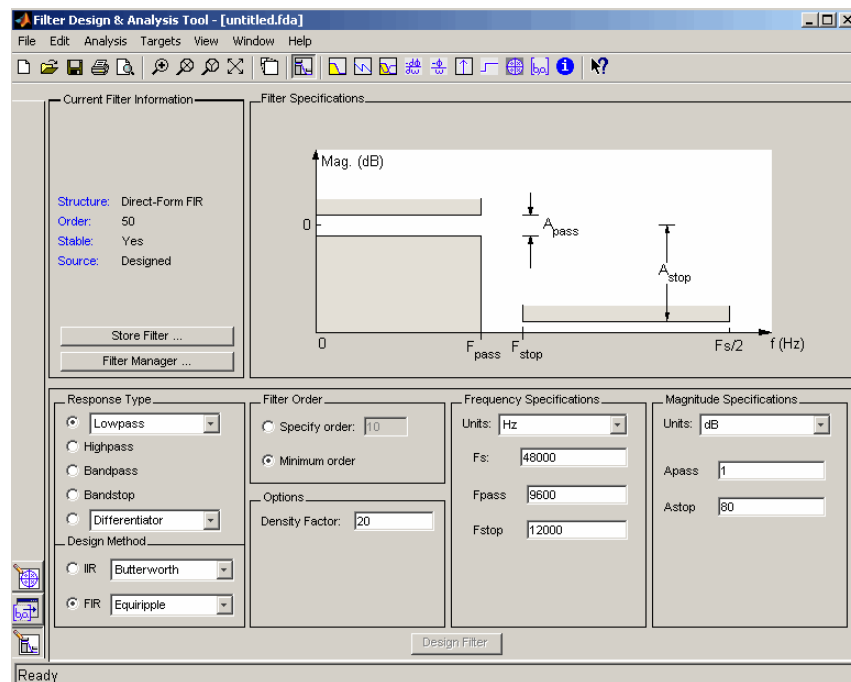 Filter Design & Analysis Tool - [untitled.fda]
File Edit Analysis Targets View Window Help
Current Filter Information
Structure: Direct-Form FIR
Order: 50
Stable: Yes
Source: Designed
Store Filter ...
Filter Manager ...
Filter Specifications
Mag. (dB)
0
Apass
Astop
0
Fpass
Fstop
Fs/2
f (Hz)
Response Type
Lowpass
Highpass
Bandpass
Bandstop
Differentiator
Design Method
IIR Butterworth
FIR Equiripple
Filter Order
Specify order: 10
Minimum order
Options
Density Factor: 20
Frequency Specifications
Units: Hz
Fs: 48000
Fpass 9600
Fstop 12000
Magnitude Specifications
Units: dB
Apass 1
Astop 80
Design Filter
Ready